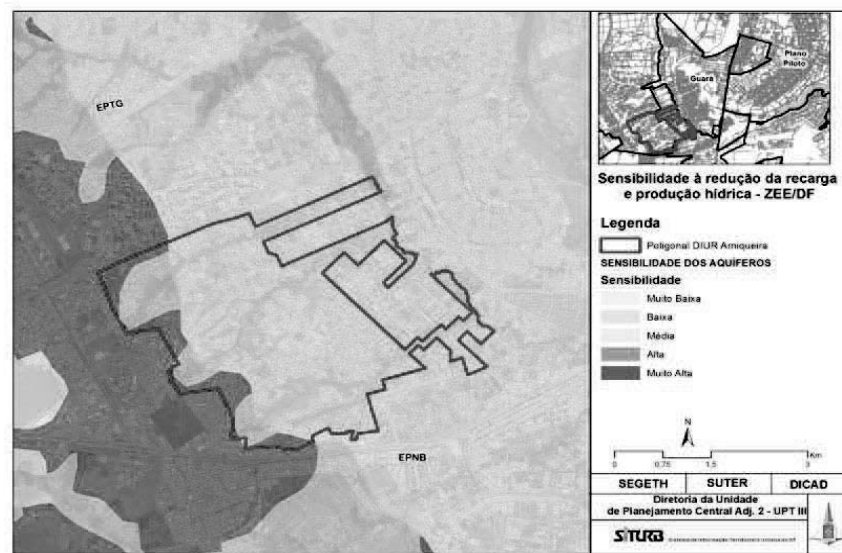 EPTG
EPNB
Plano
Piloto
Guará
Sensibilidade à redução da recarga
e produção hídrica - ZEE/DF
Legenda
Poligonal DIUR Arniqueira
SENSIBILIDADE DOS AQUÍFEROS
Sensibilidade
Muito Baixa
Baixa
Média
Alta
Muito Alta
N
0 0,75 1,5 3
Km
SEGETH SUTER DICAD
Diretoria da Unidade
de Planejamento Central Adj. 2 - UPT III
SITURB